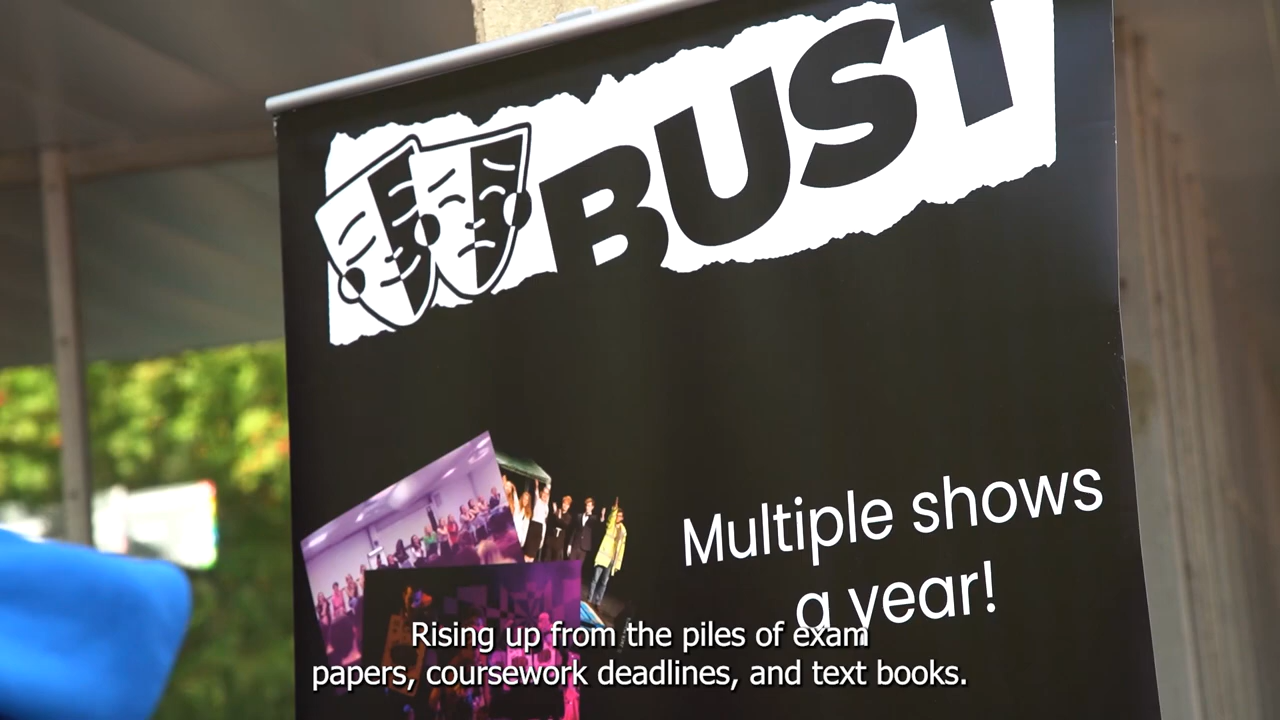 BUST
Multiple shows
a year!
Rising up from the piles of exam
papers, coursework deadlines, and text books.